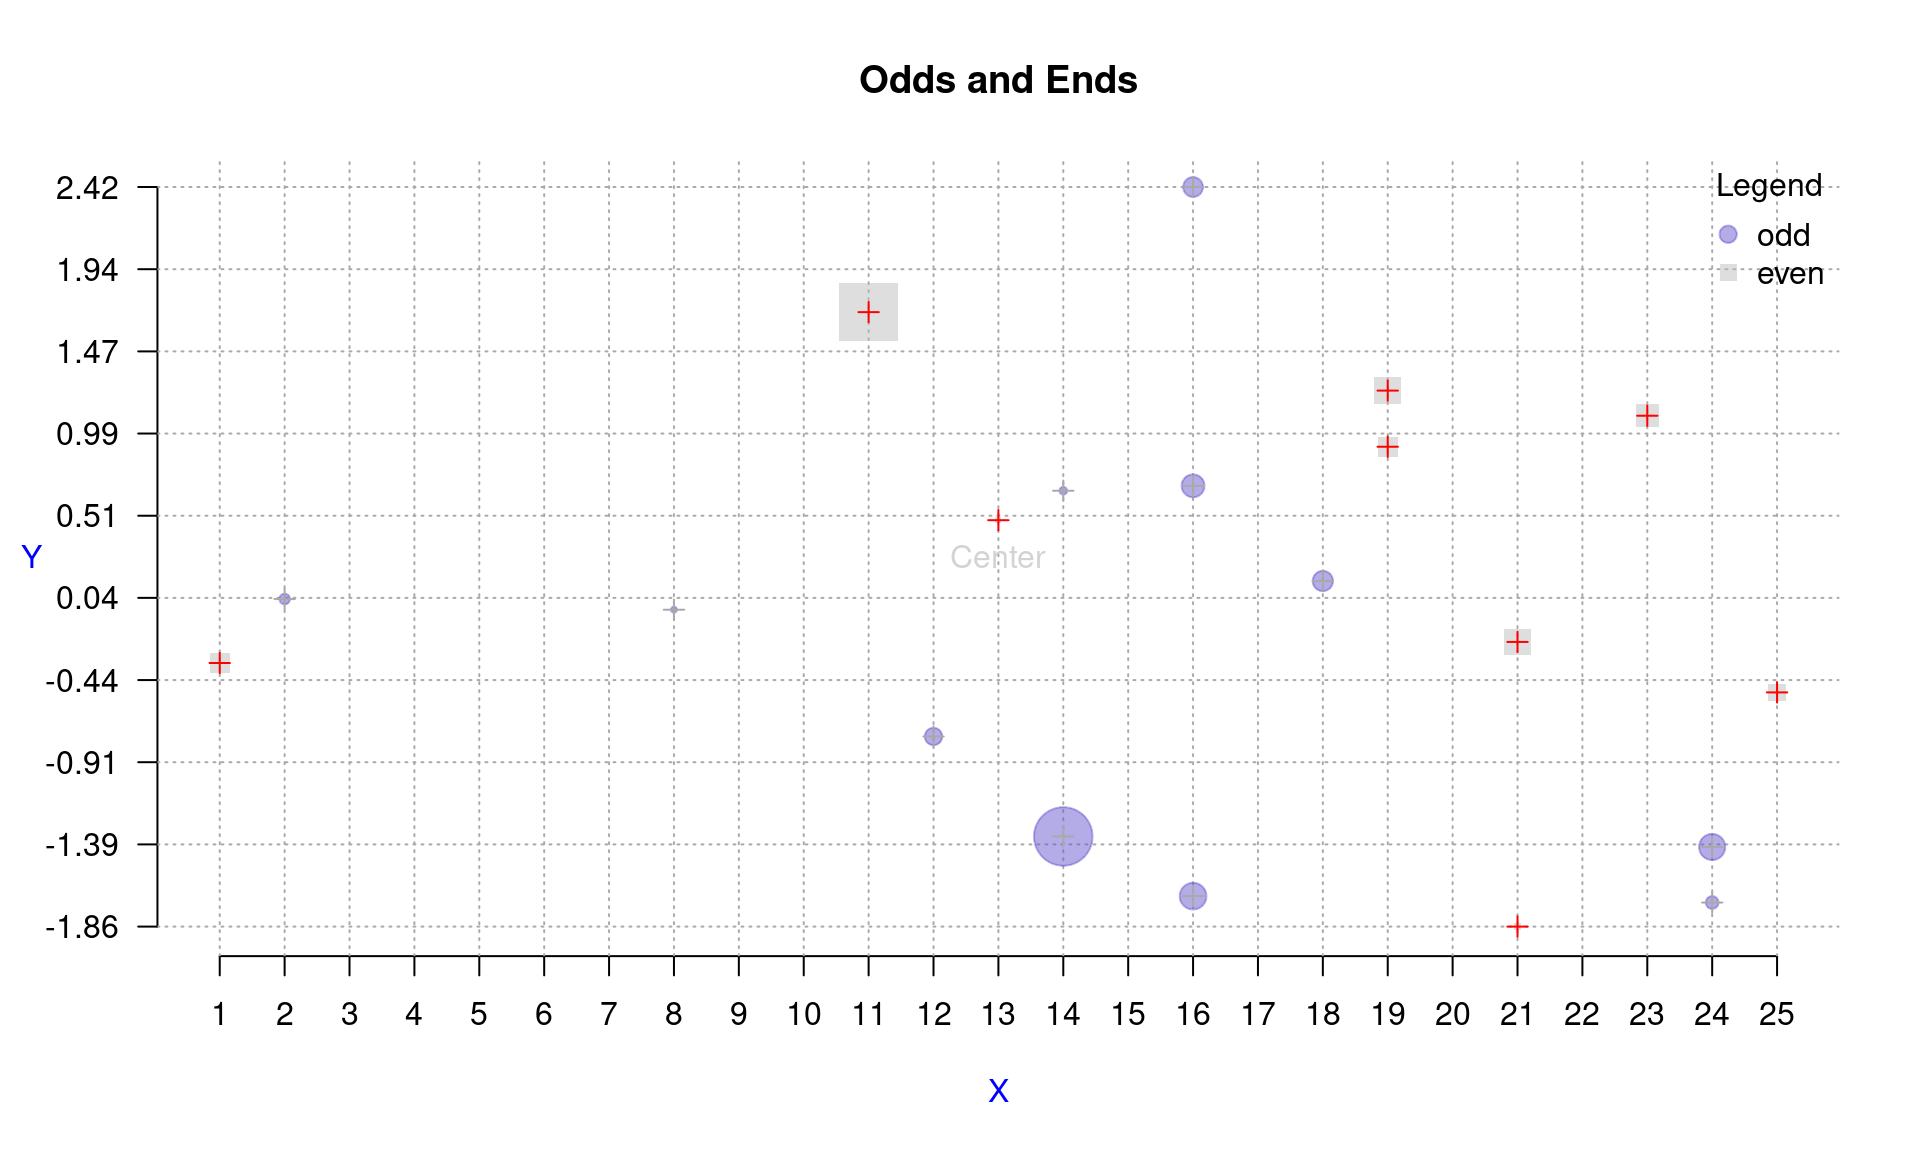 Odds and Ends
Legend
odd
even
2.42
1.94
1.47
0.99
0.51
0.04
-0.44
-0.91
-1.39
-1.86
Y
Center
1 2 3 4 5 6 7 8 9 10 11 12 13 14 15 16 17 18 19 20 21 22 23 24 25
X